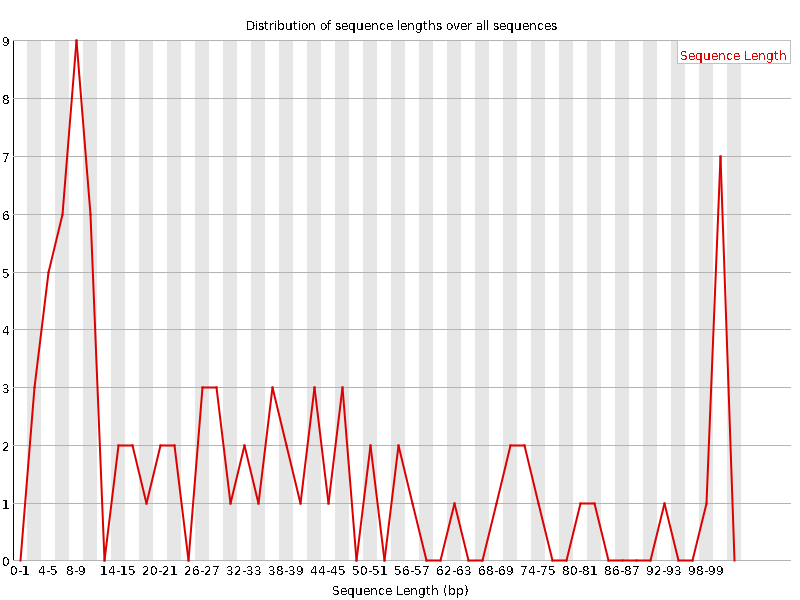 Distribution of sequence lengths over all sequences
Sequence Length
9
8
7
6
5
4
3
2
1
0
0-1 4-5 8-9 14-15 20-21 26-27 32-33 38-39 44-45 50-51 56-57 62-63 68-69 74-75 80-81 86-87 92-93 98-99
Sequence Length (bp)